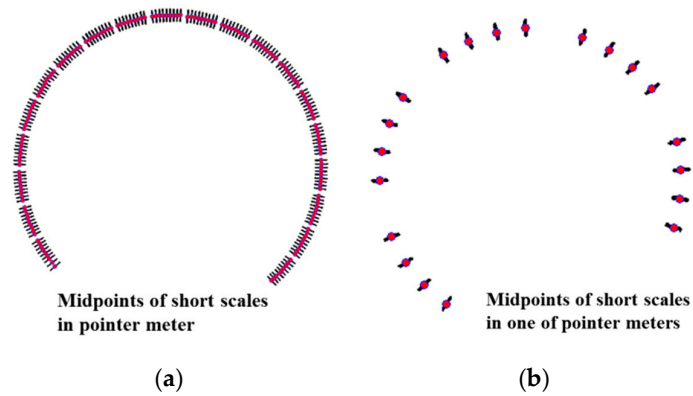 Midpoints of short scales
in pointer meter
Midpoints of short scales
in one of pointer meters
(a)
(b)